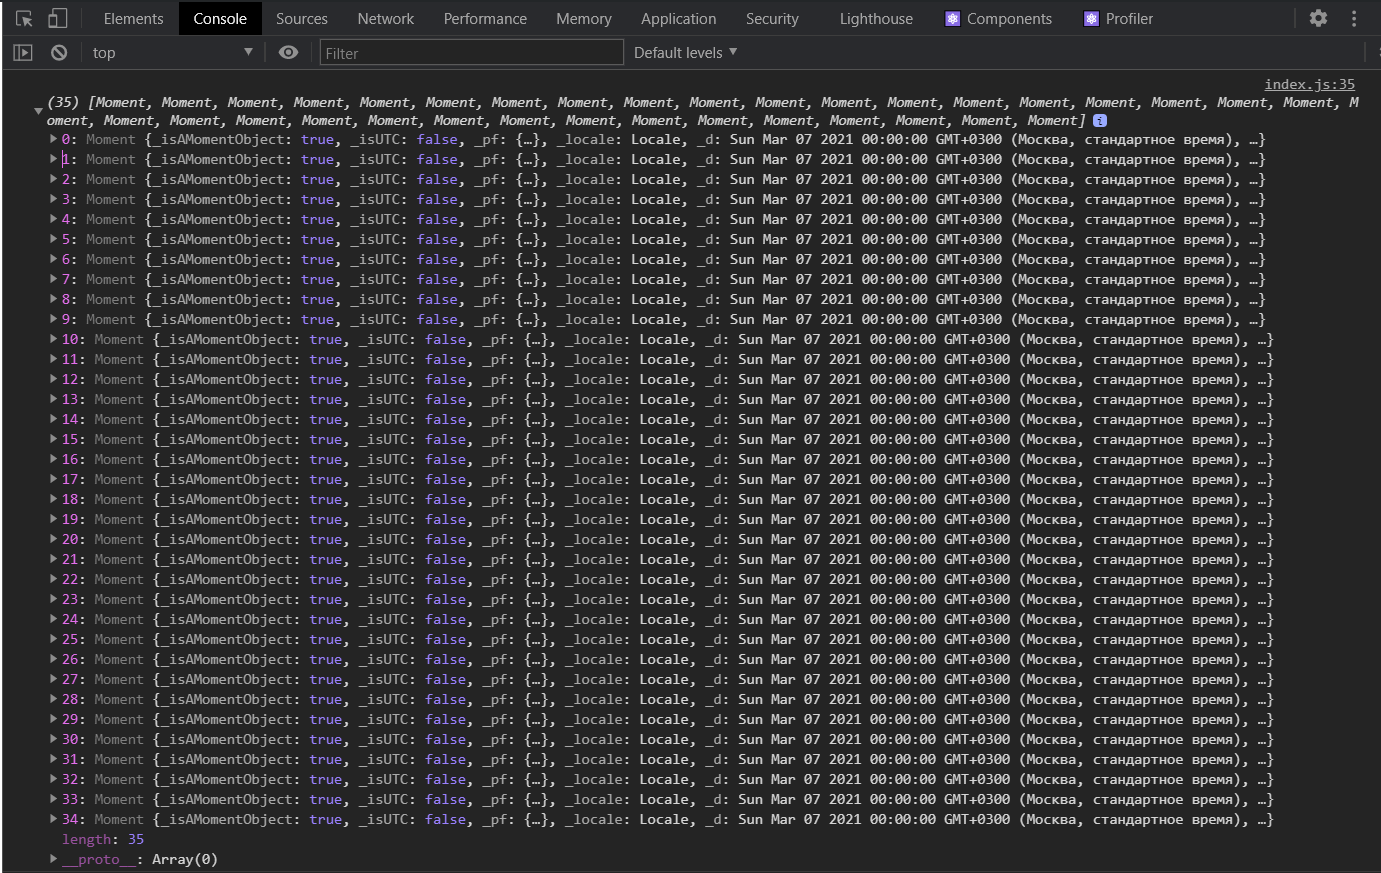 Elements Console Sources Network Performance Memory Application Security Lighthouse Components Profiler
top Filter Default levels
index.js:35
(35) [Moment, Moment, Moment, Moment, Moment, Moment, Moment, Moment, Moment, Moment, Moment, Moment, Moment, Moment, Moment, Moment, Moment, Moment, Moment, M
oment, Moment, Moment, Moment, Moment, Moment, Moment, Moment, Moment, Moment, Moment, Moment, Moment, Moment, Moment, Moment] i
0: Moment {_isAMomentObject: true, _isUTC: false, _pf: {…}, _locale: Locale, _d: Sun Mar 07 2021 00:00:00 GMT+0300 (Москва, стандартное время), …}
1: Moment {_isAMomentObject: true, _isUTC: false, _pf: {…}, _locale: Locale, _d: Sun Mar 07 2021 00:00:00 GMT+0300 (Москва, стандартное время), …}
2: Moment {_isAMomentObject: true, _isUTC: false, _pf: {…}, _locale: Locale, _d: Sun Mar 07 2021 00:00:00 GMT+0300 (Москва, стандартное время), …}
3: Moment {_isAMomentObject: true, _isUTC: false, _pf: {…}, _locale: Locale, _d: Sun Mar 07 2021 00:00:00 GMT+0300 (Москва, стандартное время), …}
4: Moment {_isAMomentObject: true, _isUTC: false, _pf: {…}, _locale: Locale, _d: Sun Mar 07 2021 00:00:00 GMT+0300 (Москва, стандартное время), …}
5: Moment {_isAMomentObject: true, _isUTC: false, _pf: {…}, _locale: Locale, _d: Sun Mar 07 2021 00:00:00 GMT+0300 (Москва, стандартное время), …}
6: Moment {_isAMomentObject: true, _isUTC: false, _pf: {…}, _locale: Locale, _d: Sun Mar 07 2021 00:00:00 GMT+0300 (Москва, стандартное время), …}
7: Moment {_isAMomentObject: true, _isUTC: false, _pf: {…}, _locale: Locale, _d: Sun Mar 07 2021 00:00:00 GMT+0300 (Москва, стандартное время), …}
8: Moment {_isAMomentObject: true, _isUTC: false, _pf: {…}, _locale: Locale, _d: Sun Mar 07 2021 00:00:00 GMT+0300 (Москва, стандартное время), …}
9: Moment {_isAMomentObject: true, _isUTC: false, _pf: {…}, _locale: Locale, _d: Sun Mar 07 2021 00:00:00 GMT+0300 (Москва, стандартное время), …}
10: Moment {_isAMomentObject: true, _isUTC: false, _pf: {…}, _locale: Locale, _d: Sun Mar 07 2021 00:00:00 GMT+0300 (Москва, стандартное время), …}
11: Moment {_isAMomentObject: true, _isUTC: false, _pf: {…}, _locale: Locale, _d: Sun Mar 07 2021 00:00:00 GMT+0300 (Москва, стандартное время), …}
12: Moment {_isAMomentObject: true, _isUTC: false, _pf: {…}, _locale: Locale, _d: Sun Mar 07 2021 00:00:00 GMT+0300 (Москва, стандартное время), …}
13: Moment {_isAMomentObject: true, _isUTC: false, _pf: {…}, _locale: Locale, _d: Sun Mar 07 2021 00:00:00 GMT+0300 (Москва, стандартное время), …}
14: Moment {_isAMomentObject: true, _isUTC: false, _pf: {…}, _locale: Locale, _d: Sun Mar 07 2021 00:00:00 GMT+0300 (Москва, стандартное время), …}
15: Moment {_isAMomentObject: true, _isUTC: false, _pf: {…}, _locale: Locale, _d: Sun Mar 07 2021 00:00:00 GMT+0300 (Москва, стандартное время), …}
16: Moment {_isAMomentObject: true, _isUTC: false, _pf: {…}, _locale: Locale, _d: Sun Mar 07 2021 00:00:00 GMT+0300 (Москва, стандартное время), …}
17: Moment {_isAMomentObject: true, _isUTC: false, _pf: {…}, _locale: Locale, _d: Sun Mar 07 2021 00:00:00 GMT+0300 (Москва, стандартное время), …}
18: Moment {_isAMomentObject: true, _isUTC: false, _pf: {…}, _locale: Locale, _d: Sun Mar 07 2021 00:00:00 GMT+0300 (Москва, стандартное время), …}
19: Moment {_isAMomentObject: true, _isUTC: false, _pf: {…}, _locale: Locale, _d: Sun Mar 07 2021 00:00:00 GMT+0300 (Москва, стандартное время), …}
20: Moment {_isAMomentObject: true, _isUTC: false, _pf: {…}, _locale: Locale, _d: Sun Mar 07 2021 00:00:00 GMT+0300 (Москва, стандартное время), …}
21: Moment {_isAMomentObject: true, _isUTC: false, _pf: {…}, _locale: Locale, _d: Sun Mar 07 2021 00:00:00 GMT+0300 (Москва, стандартное время), …}
22: Moment {_isAMomentObject: true, _isUTC: false, _pf: {…}, _locale: Locale, _d: Sun Mar 07 2021 00:00:00 GMT+0300 (Москва, стандартное время), …}
23: Moment {_isAMomentObject: true, _isUTC: false, _pf: {…}, _locale: Locale, _d: Sun Mar 07 2021 00:00:00 GMT+0300 (Москва, стандартное время), …}
24: Moment {_isAMomentObject: true, _isUTC: false, _pf: {…}, _locale: Locale, _d: Sun Mar 07 2021 00:00:00 GMT+0300 (Москва, стандартное время), …}
25: Moment {_isAMomentObject: true, _isUTC: false, _pf: {…}, _locale: Locale, _d: Sun Mar 07 2021 00:00:00 GMT+0300 (Москва, стандартное время), …}
26: Moment {_isAMomentObject: true, _isUTC: false, _pf: {…}, _locale: Locale, _d: Sun Mar 07 2021 00:00:00 GMT+0300 (Москва, стандартное время), …}
27: Moment {_isAMomentObject: true, _isUTC: false, _pf: {…}, _locale: Locale, _d: Sun Mar 07 2021 00:00:00 GMT+0300 (Москва, стандартное время), …}
28: Moment {_isAMomentObject: true, _isUTC: false, _pf: {…}, _locale: Locale, _d: Sun Mar 07 2021 00:00:00 GMT+0300 (Москва, стандартное время), …}
29: Moment {_isAMomentObject: true, _isUTC: false, _pf: {…}, _locale: Locale, _d: Sun Mar 07 2021 00:00:00 GMT+0300 (Москва, стандартное время), …}
30: Moment {_isAMomentObject: true, _isUTC: false, _pf: {…}, _locale: Locale, _d: Sun Mar 07 2021 00:00:00 GMT+0300 (Москва, стандартное время), …}
31: Moment {_isAMomentObject: true, _isUTC: false, _pf: {…}, _locale: Locale, _d: Sun Mar 07 2021 00:00:00 GMT+0300 (Москва, стандартное время), …}
32: Moment {_isAMomentObject: true, _isUTC: false, _pf: {…}, _locale: Locale, _d: Sun Mar 07 2021 00:00:00 GMT+0300 (Москва, стандартное время), …}
33: Moment {_isAMomentObject: true, _isUTC: false, _pf: {…}, _locale: Locale, _d: Sun Mar 07 2021 00:00:00 GMT+0300 (Москва, стандартное время), …}
34: Moment {_isAMomentObject: true, _isUTC: false, _pf: {…}, _locale: Locale, _d: Sun Mar 07 2021 00:00:00 GMT+0300 (Москва, стандартное время), …}
length: 35
__proto__: Array(0)